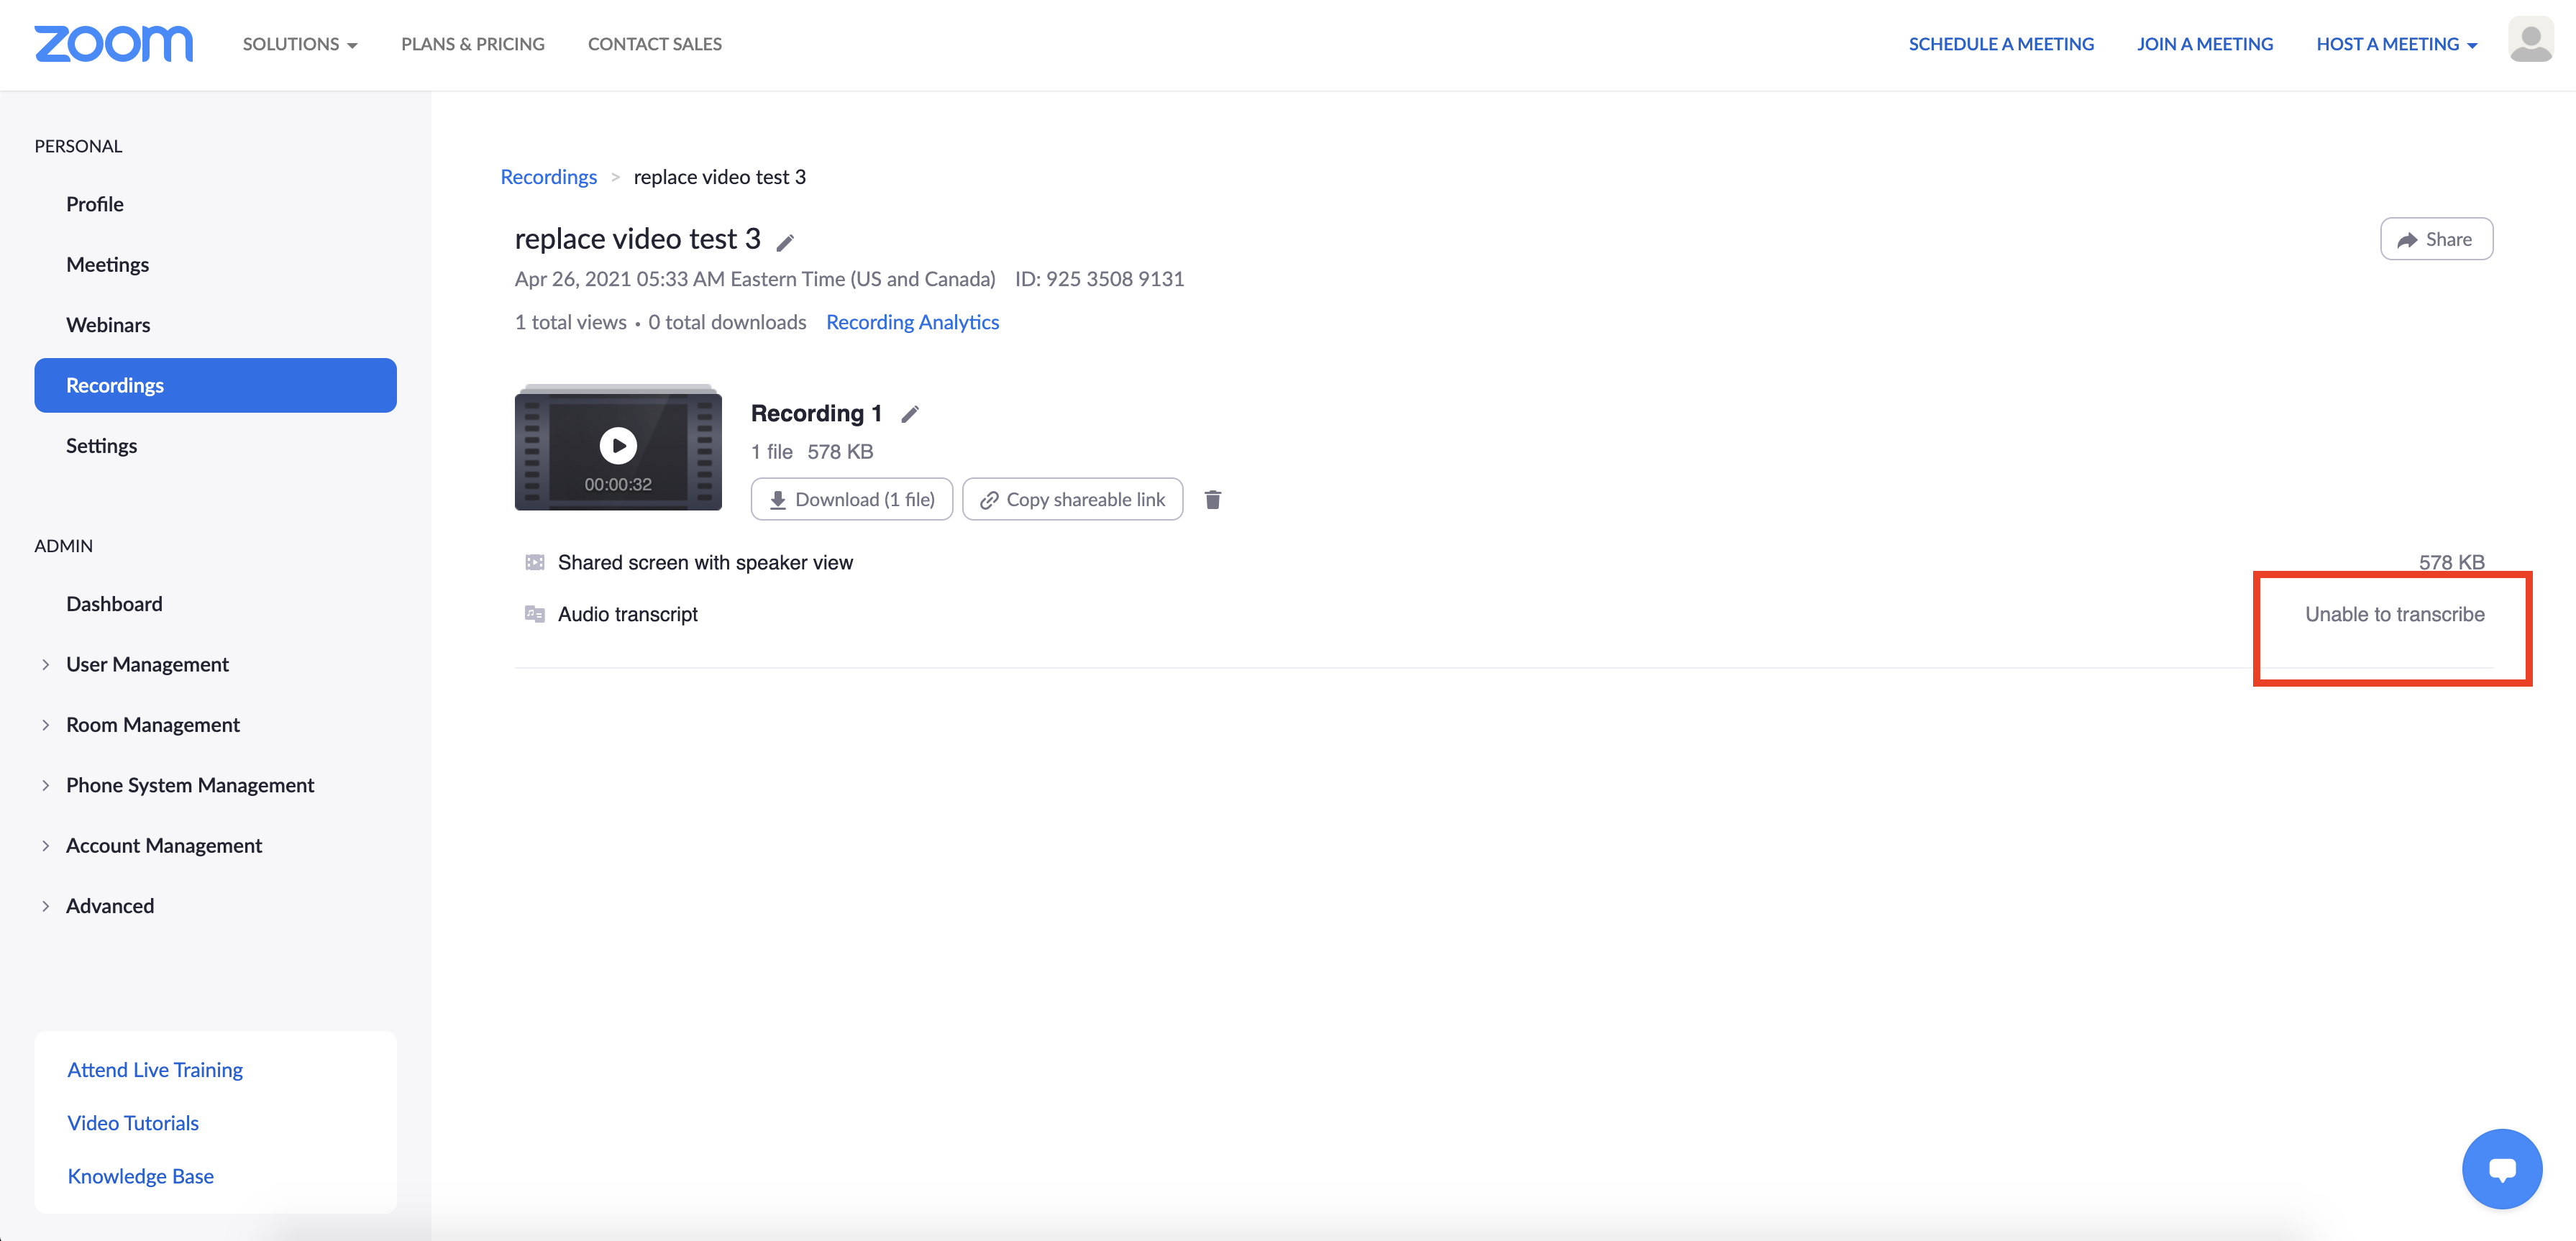 zoom
SOLUTIONS
PLANS & PRICING
CONTACT SALES
SCHEDULE A MEETING
JOIN A MEETING
HOST A MEETING
PERSONAL
Profile
Meetings
Webinars
Recordings
Settings
ADMIN
Dashboard
User Management
Room Management
Phone System Management
Account Management
Advanced
Attend Live Training
Video Tutorials
Knowledge Base
Recordings > replace video test 3
replace video test 3
Share
Apr 26, 2021 05:33 AM Eastern Time (US and Canada) ID: 925 3508 9131
1 total views • 0 total downloads Recording Analytics
00:00:32
Recording 1
1 file 578 KB
Download (1 file)
Copy shareable link
Shared screen with speaker view
578 KB
Audio transcript
Unable to transcribe